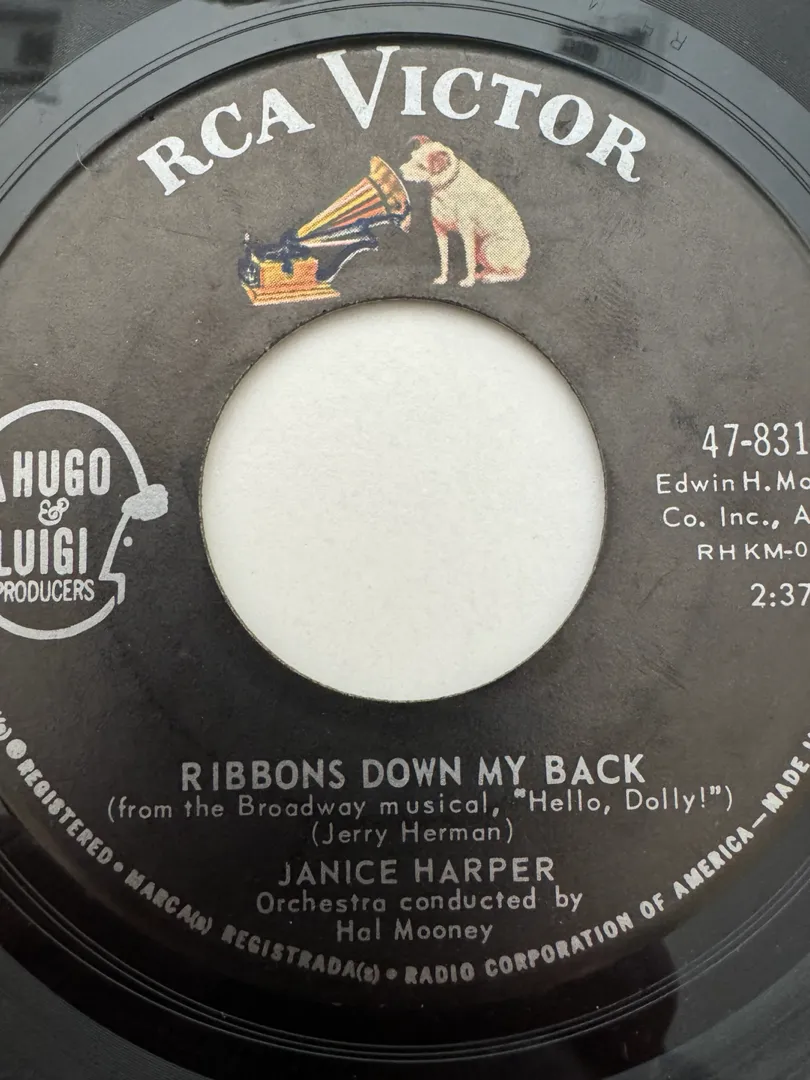 RCA VICTOR
A HUGO
&
LUIGI
PRODUCERS
47-831
Edwin H. Mo
Co. Inc., A
RHKM-0
2:37
RIBBONS DOWN MY BACK
(from the Broadway musical, "Hello, Dolly!")
(Jerry Herman)
JANICE HARPER
Orchestra conducted by
Hal Mooney
(s) ® REGISTERED • MARCA(s) REGISTRADA(s) • RADIO CORPORATION OF AMERICA—MADE